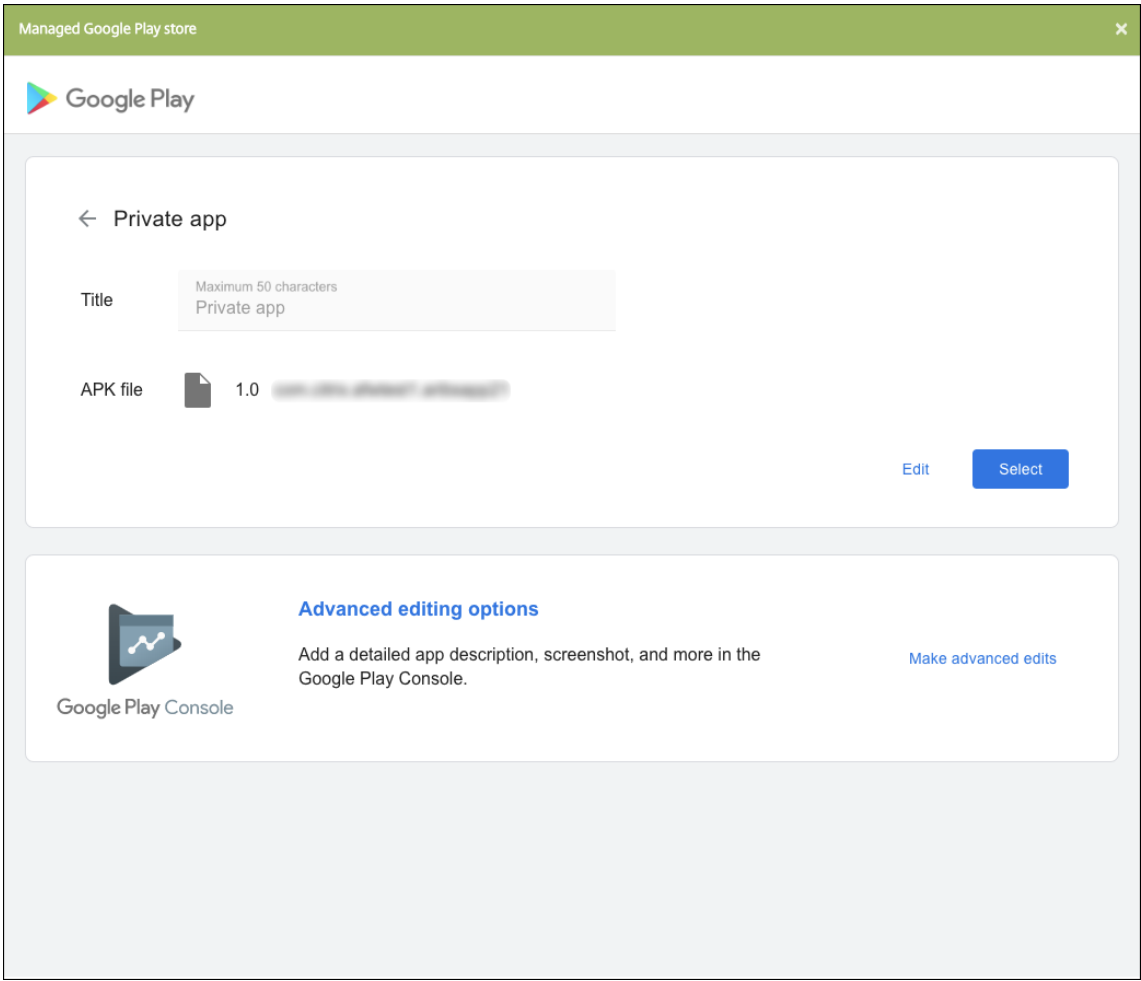 Managed Google Play store
Google Play
Private app
Title
Maximum 50 characters
Private app
APK file 1.0
Edit Select
Advanced editing options
Add a detailed app description, screenshot, and more in the
Google Play Console.
Make advanced edits
Google Play Console